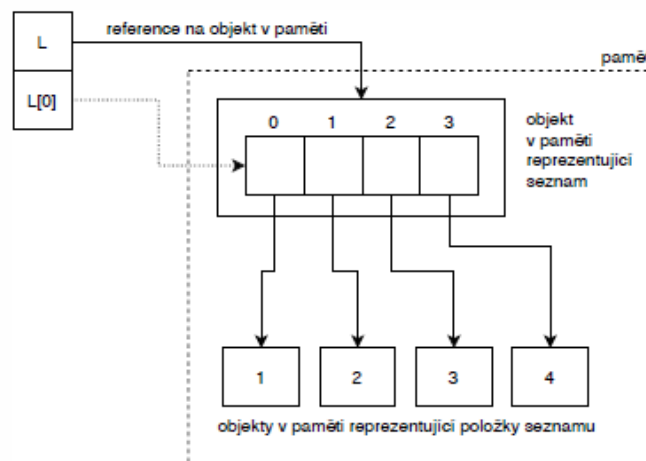 L
reference na objekt v paměti
L[0]
paměť
0 1 2 3
objekt
v paměti
reprezentující
seznam
1 2 3 4
objekty v paměti reprezentující položky seznamu